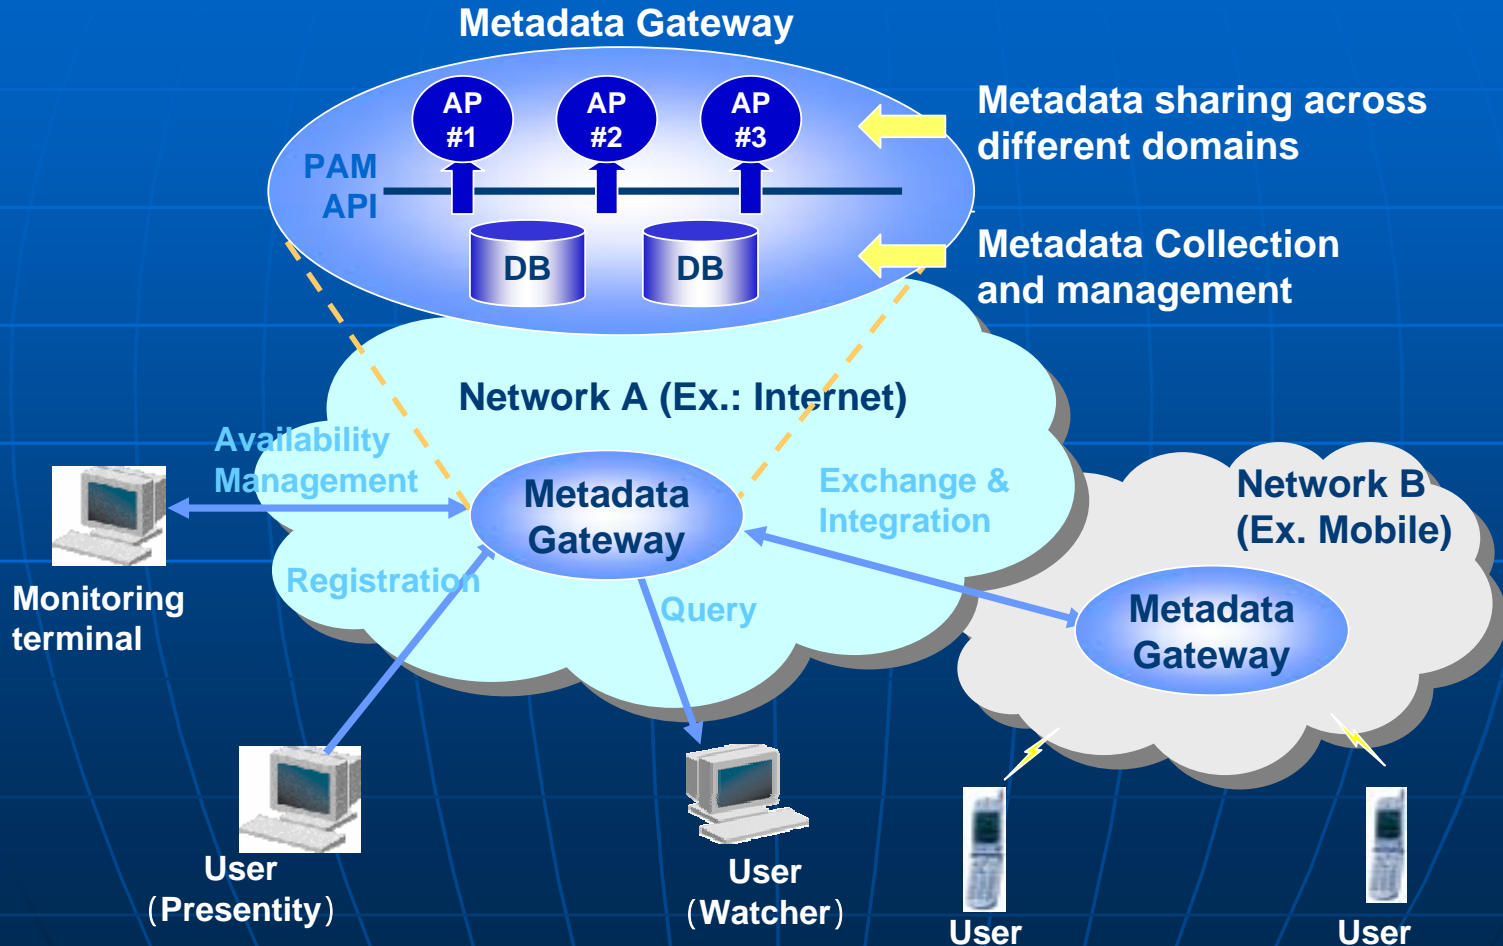 Metadata Gateway
AP
#1
AP
#2
AP
#3
PAM
API
DB
DB
Metadata sharing across
different domains
Metadata Collection
and management
Network A (Ex.: Internet)
Availability
Management
Metadata
Gateway
Exchange &
Integration
Network B
(Ex. Mobile)
Registration
Query
Metadata
Gateway
Monitoring
terminal
User
(Presentity)
User
(Watcher)
User
User